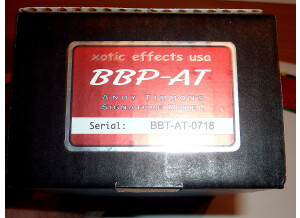 xotic effects usa
BBP-AT
Andy Timmons
Signature Model
Serial: BBT-AT-0718